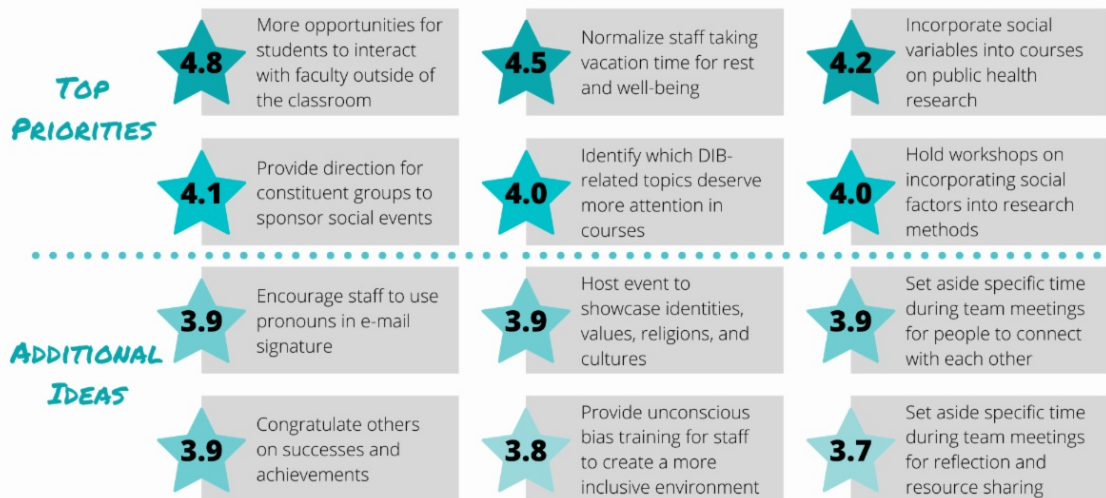 TOP
PRIORITIES
4.8
More opportunities for
students to interact
with faculty outside of
the classroom
4.5
Normalize staff taking
vacation time for rest
and well-being
4.2
Incorporate social
variables into courses
on public health
research
4.1
Provide direction for
constituent groups to
sponsor social events
4.0
Identify which DIB-
related topics deserve
more attention in
courses
4.0
Hold workshops on
incorporating social
factors into research
methods
ADDITIONAL
IDEAS
3.9
Encourage staff to use
pronouns in e-mail
signature
3.9
Host event to
showcase identities,
values, religions, and
cultures
3.9
Set aside specific time
during team meetings
for people to connect
with each other
3.9
Congratulate others
on successes and
achievements
3.8
Provide unconscious
bias training for staff
to create a more
inclusive environment
3.7
Set aside specific time
during team meetings
for reflection and
resource sharing